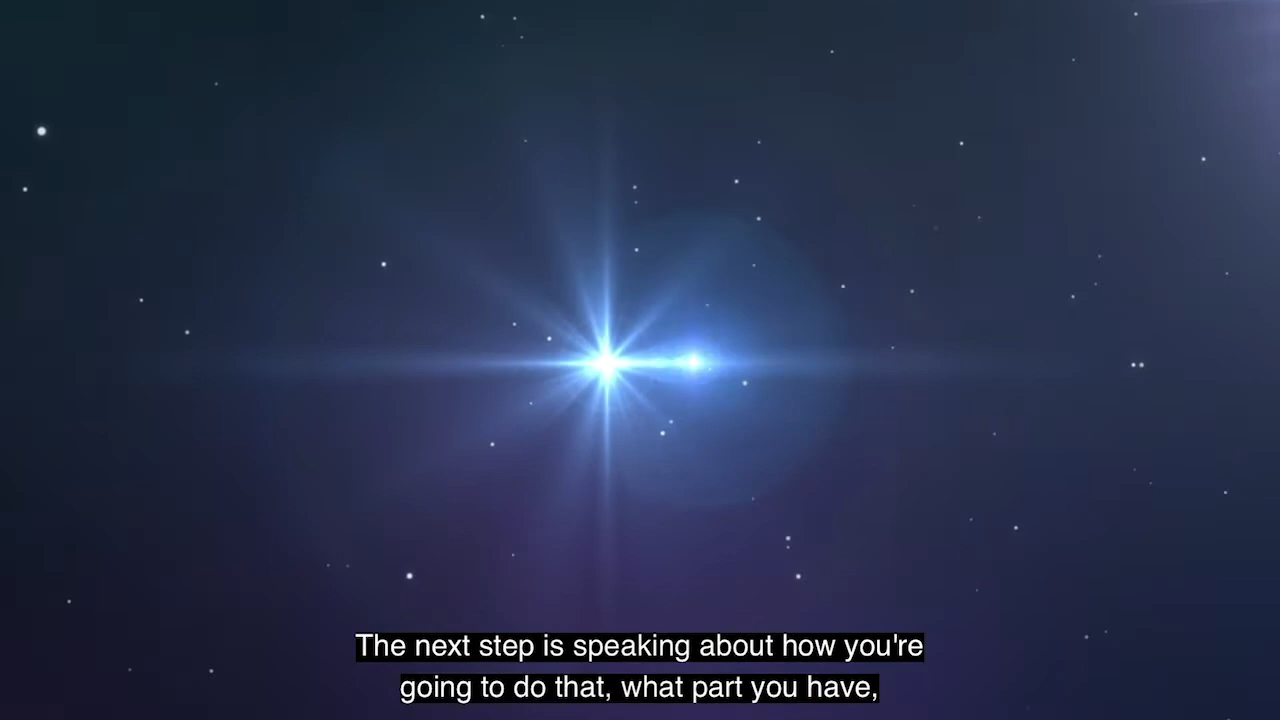 The next step is speaking about how you're
going to do that, what part you have,